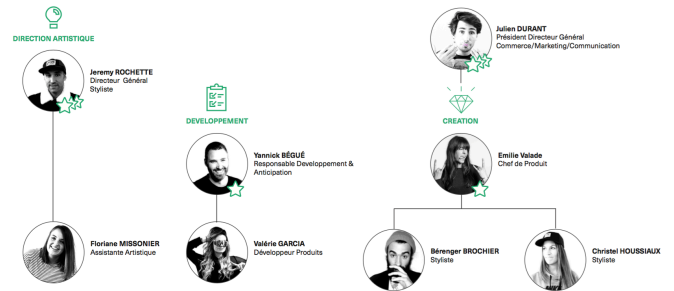 DIRECTION ARTISTIQUE
Jeremy ROCHETTE
Directeur Général
Styliste
Floriane MISSONIER
Assistante Artistique
DEVELOPPEMENT
Yannick BÉGUÉ
Responsable Developpement &
Anticipation
Valérie GARCIA
Développeur Produits
Julien DURANT
Président Directeur Général
Commerce/Marketing/Communication
CREATION
Emilie Valade
Chef de Produit
Bérenger BROCHIER
Styliste
Christel HOUSSIAUX
Styliste